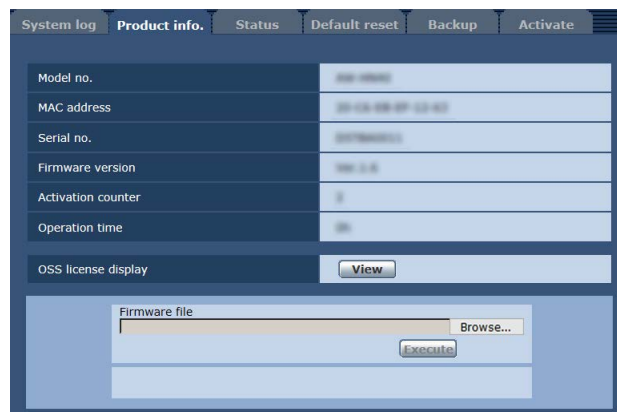 System log Product info. Status Default reset Backup Activate
Model no.
MAC address
Serial no.
Firmware version
Activation counter
Operation time
OSS license display View
Firmware file
Browse...
Execute